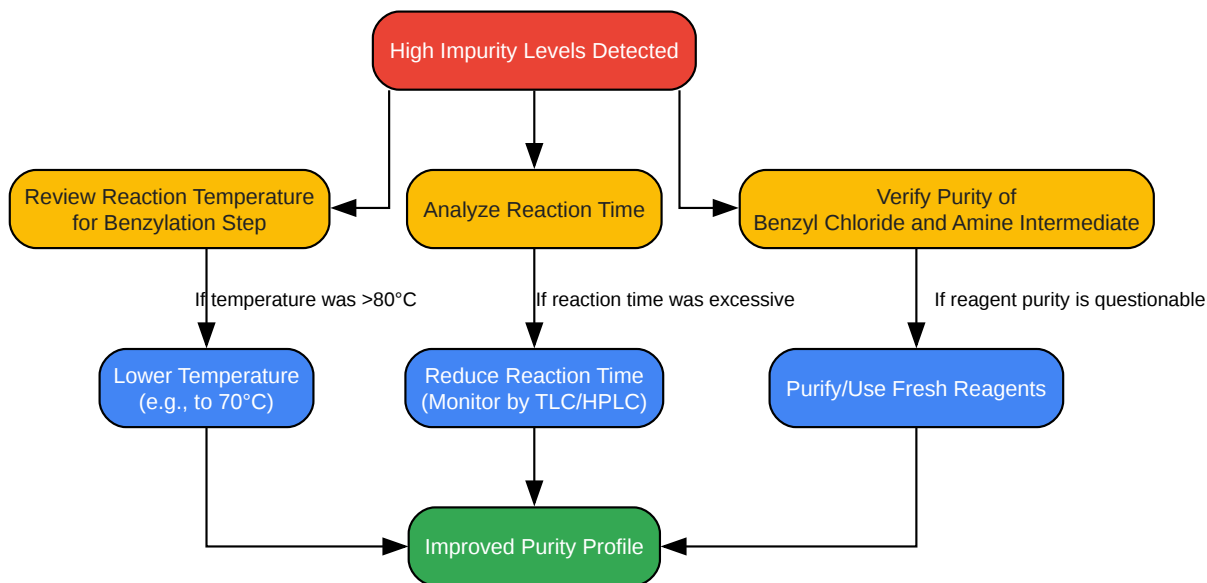 High Impurity Levels Detected
Review Reaction Temperature
for Benzylation Step
Analyze Reaction Time
Verify Purity of
Benzyl Chloride and Amine Intermediate
If temperature was >80°C
If reaction time was excessive
If reagent purity is questionable
Lower Temperature
(e.g., to 70°C)
Reduce Reaction Time
(Monitor by TLC/HPLC)
Purify/Use Fresh Reagents
Improved Purity Profile